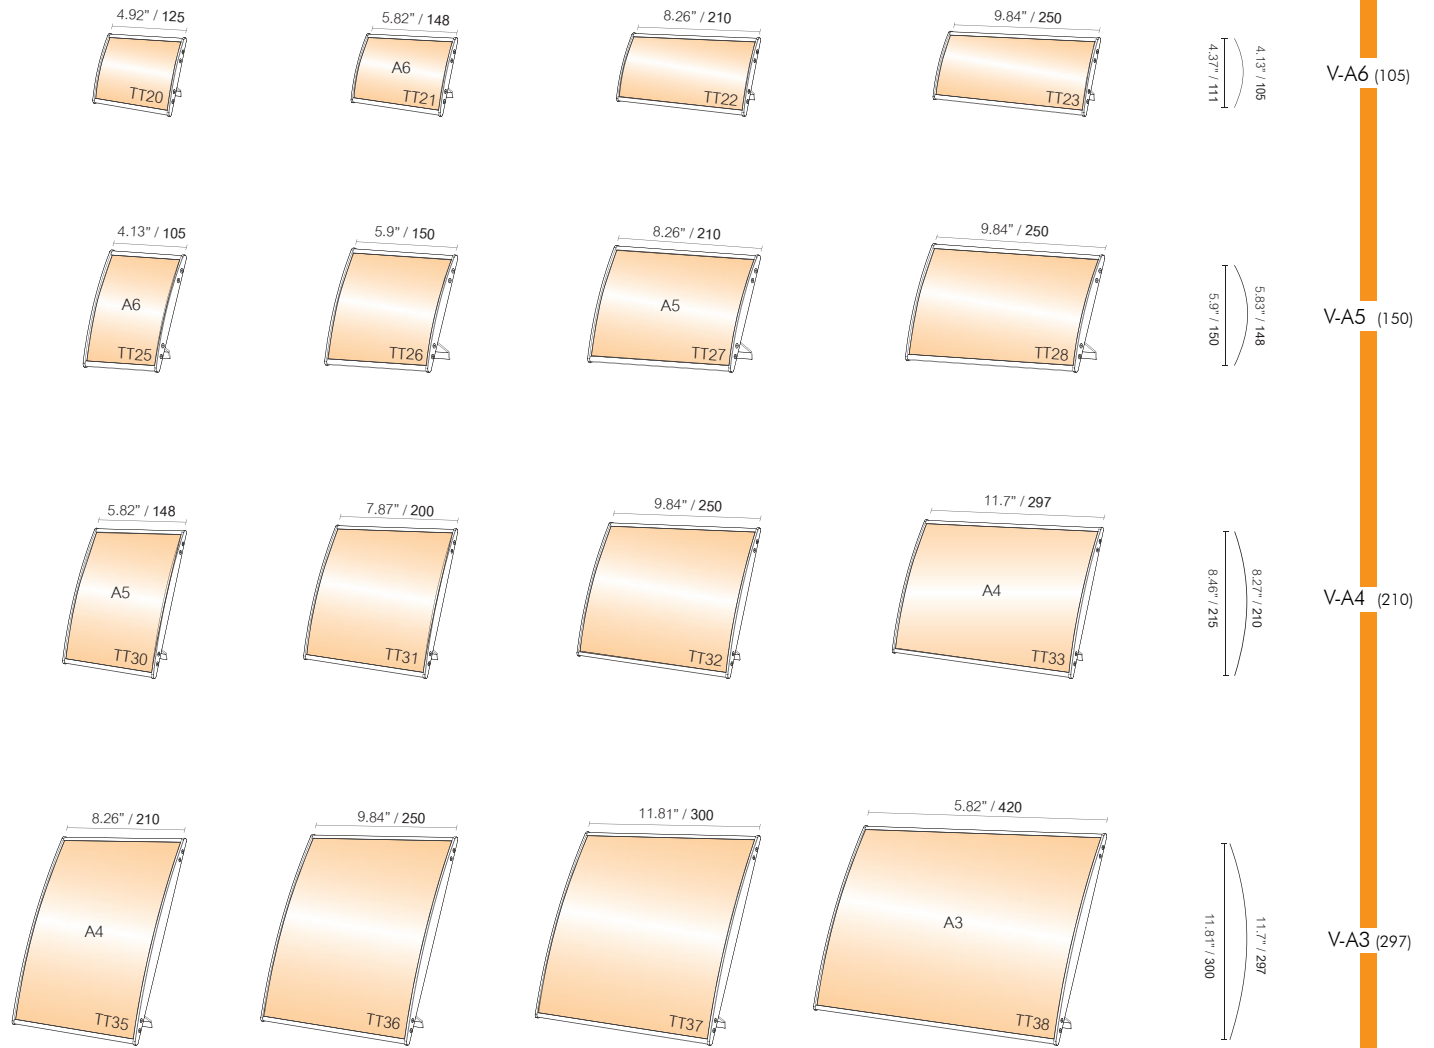 4.92” / 125
5.82” / 148
8.26” / 210
9.84” / 250
A6
TT20
TT21
TT22
TT23
4.37” / 111
4.13” / 105
V-A6 (105)
4.13” / 105
5.9” / 150
8.26” / 210
9.84” / 250
A6
A5
TT25
TT26
TT27
TT28
5.9” / 150
5.83” / 148
V-A5 (150)
5.82” / 148
7.87” / 200
9.84” / 250
11.7” / 297
A5
A4
TT30
TT31
TT32
TT33
8.46” / 215
8.27” / 210
V-A4 (210)
8.26” / 210
9.84” / 250
11.81” / 300
5.82” / 420
A4
A3
TT35
TT36
TT37
TT38
11.81” / 300
11.7” / 297
V-A3 (297)